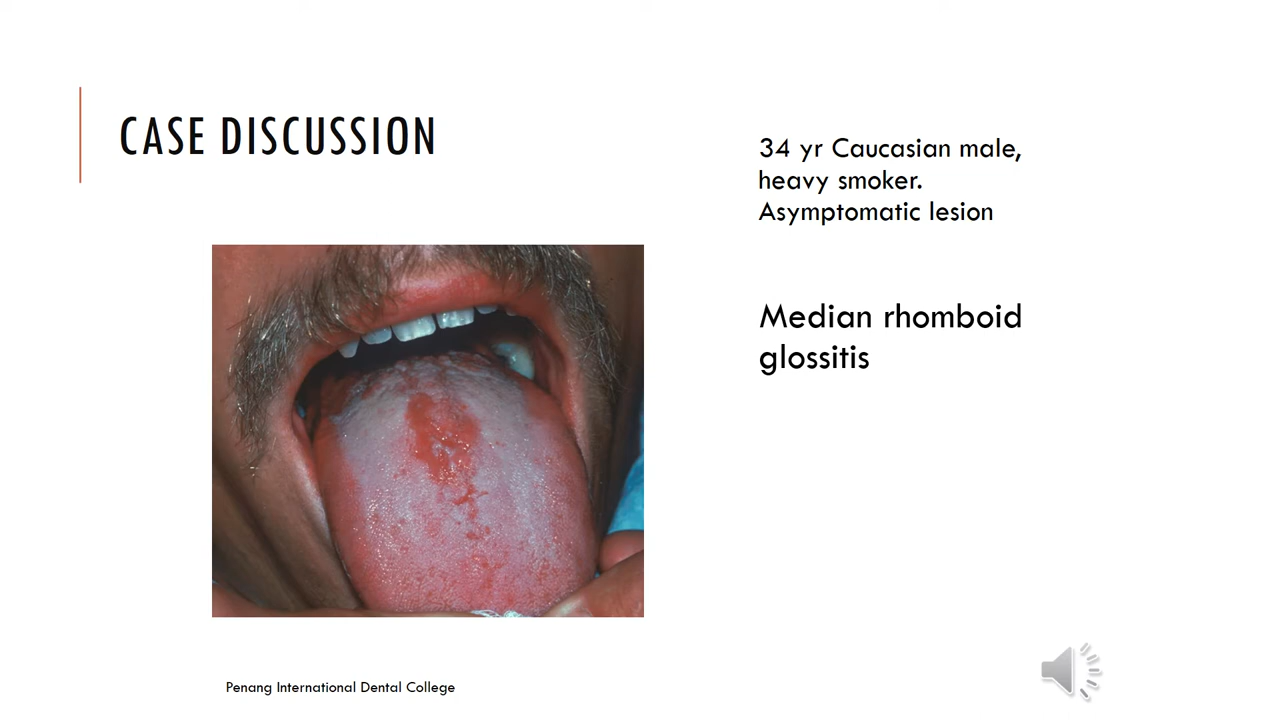 CASE DISCUSSION
34 yr Caucasian male,
heavy smoker.
Asymptomatic lesion
Median rhomboid
glossitis
Penang International Dental College